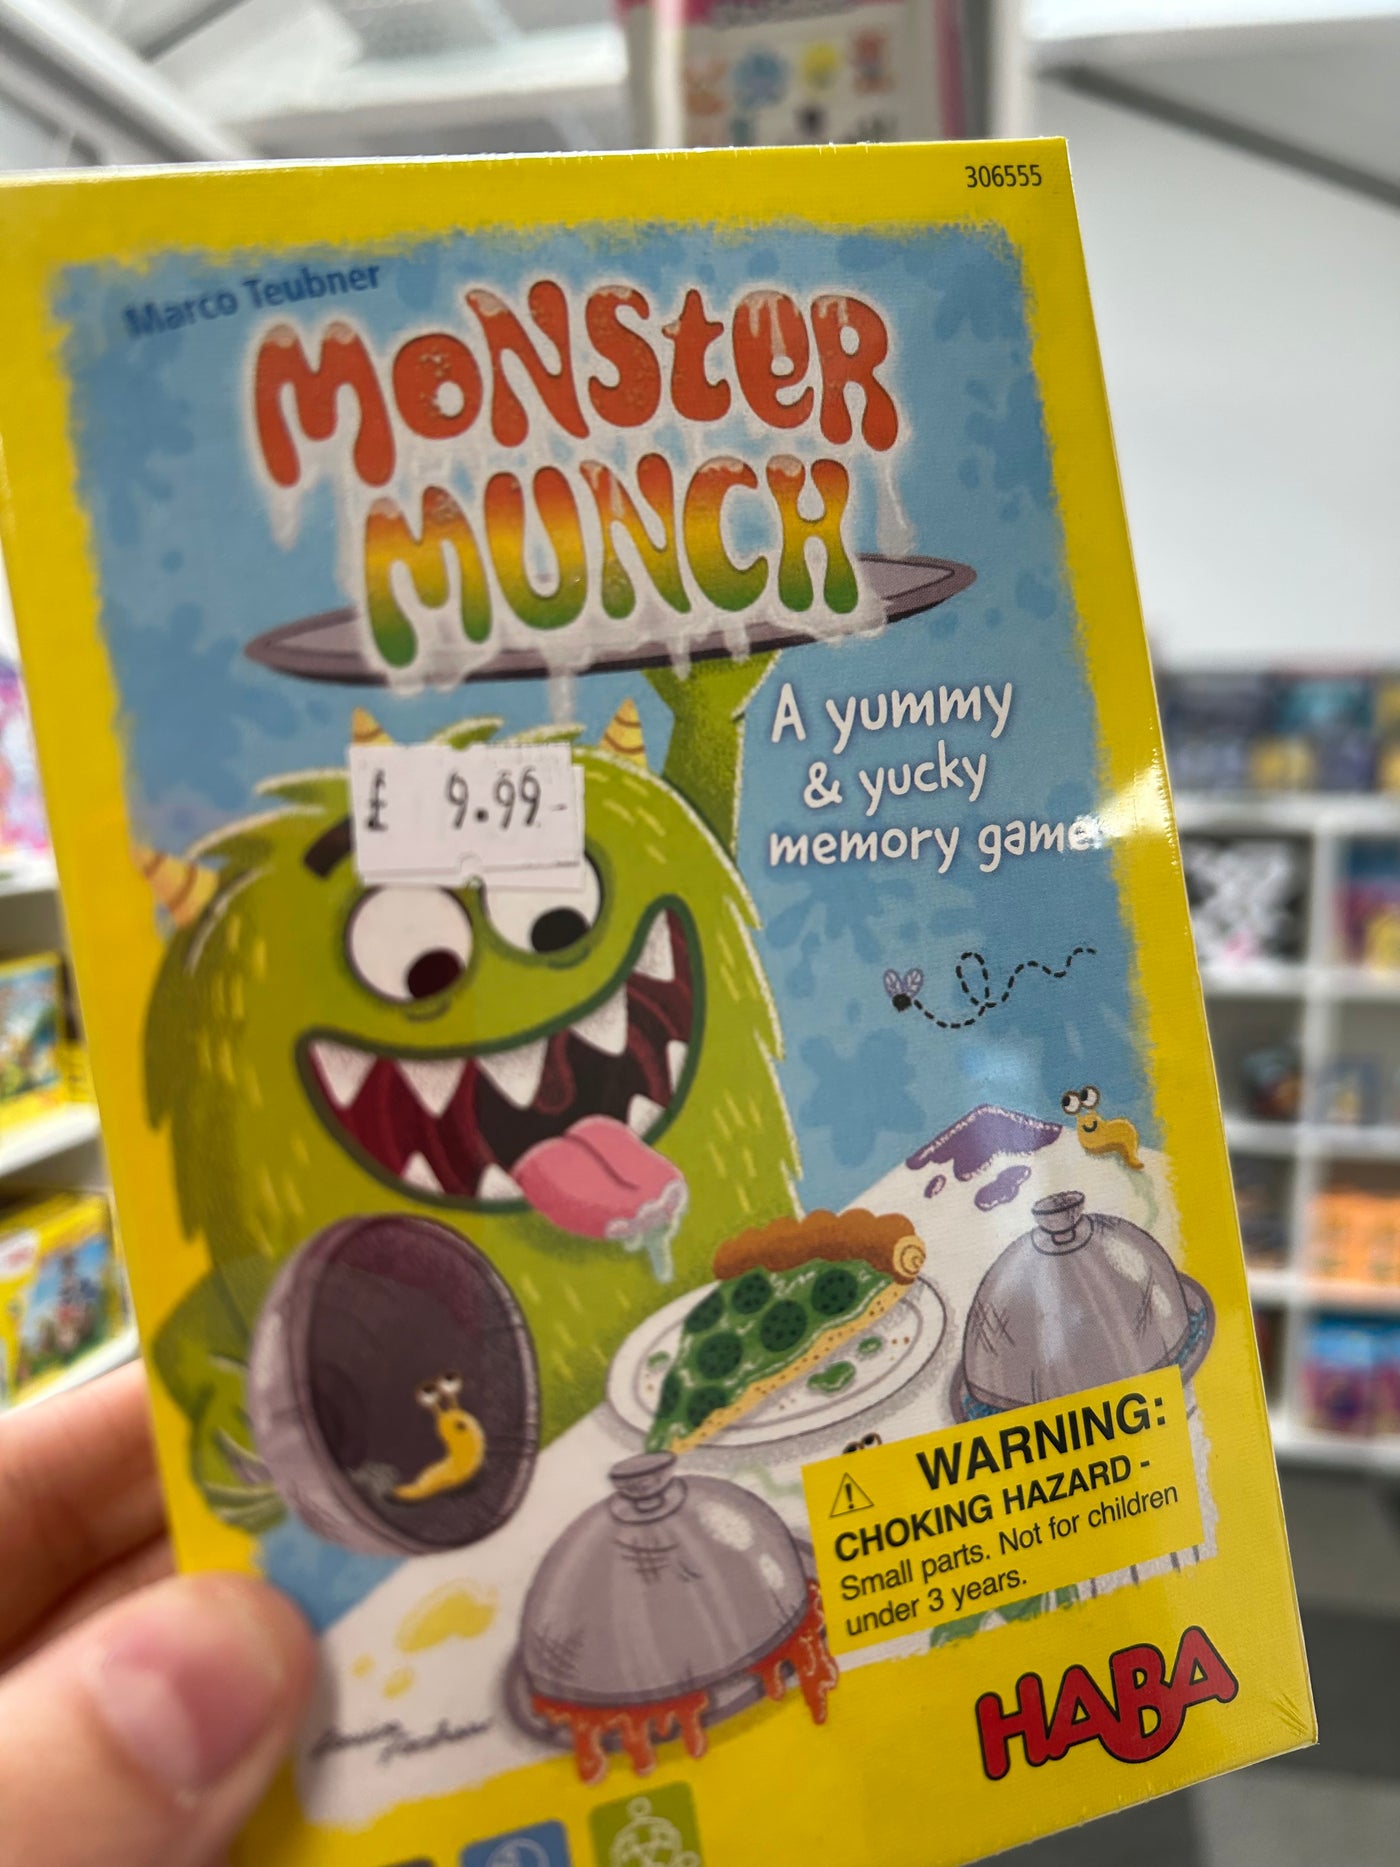 306555
Marco Teubner
MONSteR
MUNCH
A yummy
& yucky
memory game
£ 9.99
WARNING:
CHOKING HAZARD -
Small parts. Not for children
under 3 years.
HABA